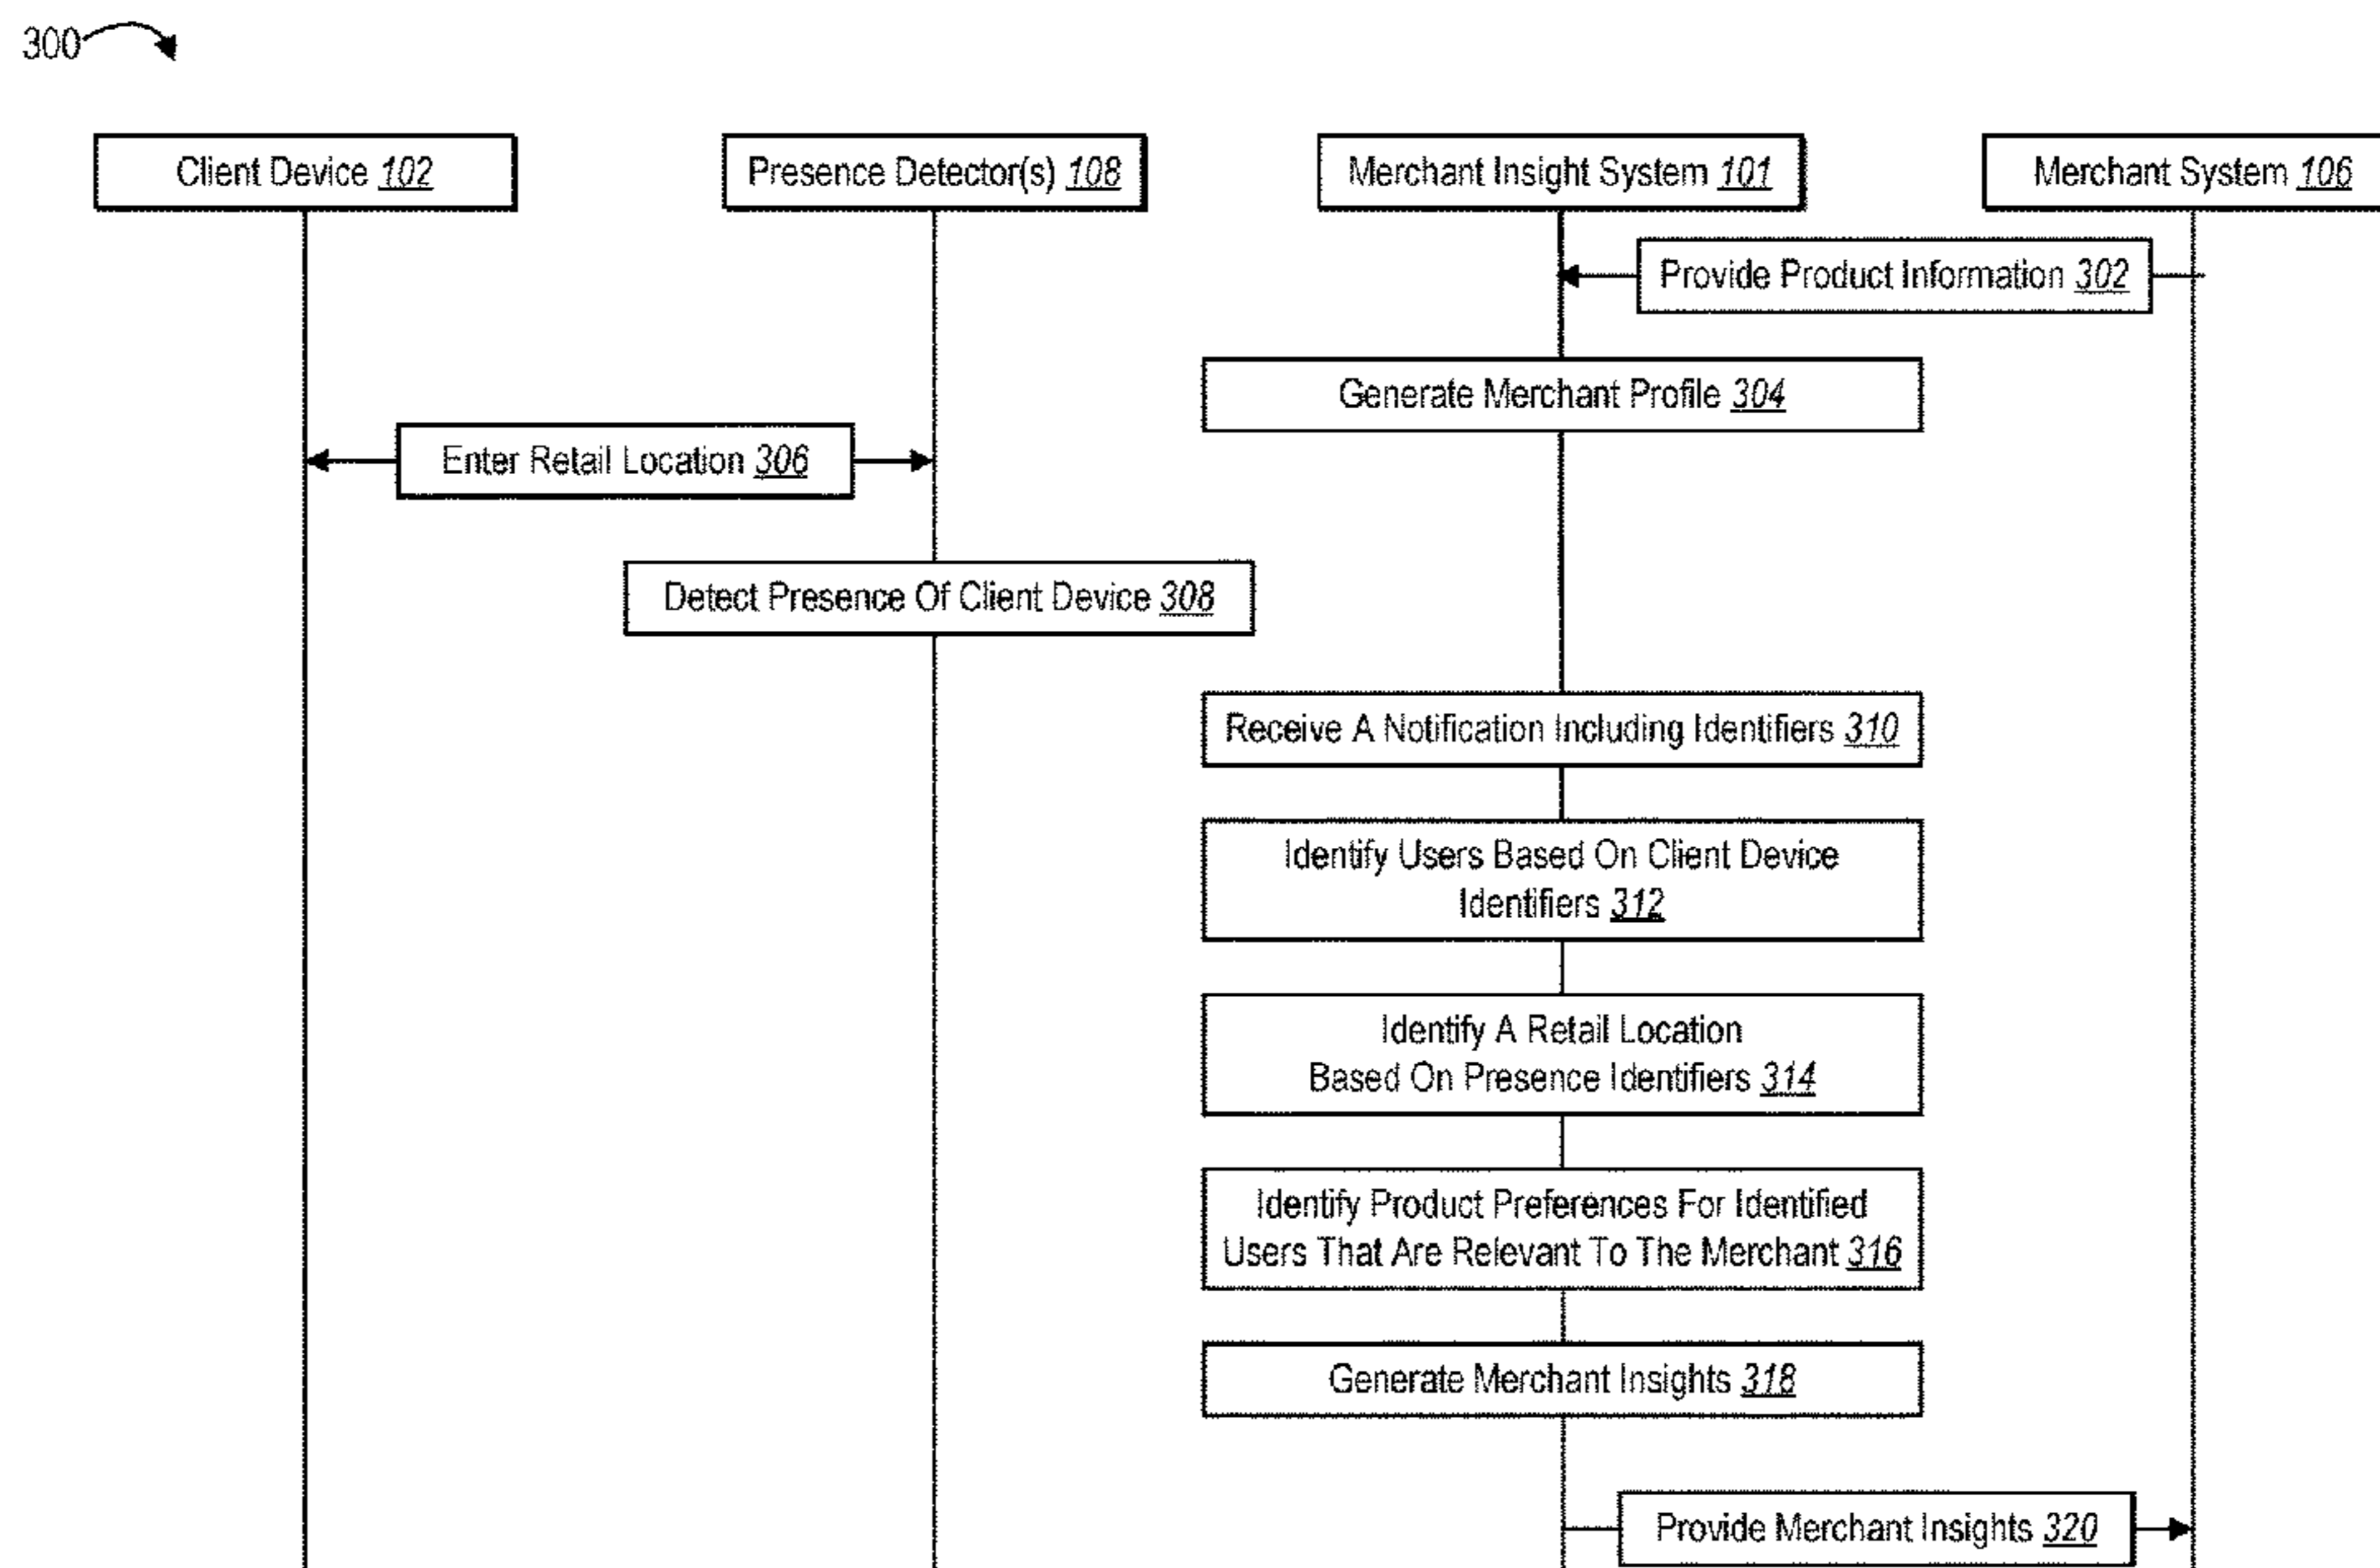 300
Client Device 102
Presence Detector(s) 108
Merchant Insight System 101
Merchant System 106
Provide Product Information 302
Generate Merchant Profile 304
Enter Retail Location 306
Detect Presence Of Client Device 308
Receive A Notification Including Identifiers 310
Identify Users Based On Client Device
Identifiers 312
Identify A Retail Location
Based On Presence Identifiers 314
Identify Product Preferences For Identified
Users That Are Relevant To The Merchant 316
Generate Merchant Insights 318
Provide Merchant Insights 320